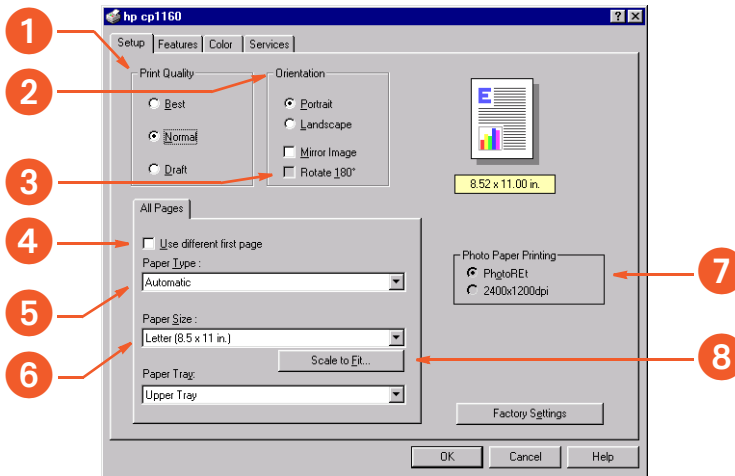 hp cp1160
Setup Features Color Services
1
Print Quality
Best
Normal
Draft
2
Orientation
Portrait
Landscape
Mirror Image
3
Rotate 180°
E
8.52 x 11.00 in.
All Pages
4
Use different first page
Paper Type :
5
Automatic
Paper Size :
6
Letter (8.5 x 11 in.)
Scale to Fit...
8
Paper Tray:
Upper Tray
Photo Paper Printing
7
PhotoREt
2400x1200dpi
Factory Settings
OK Cancel Help